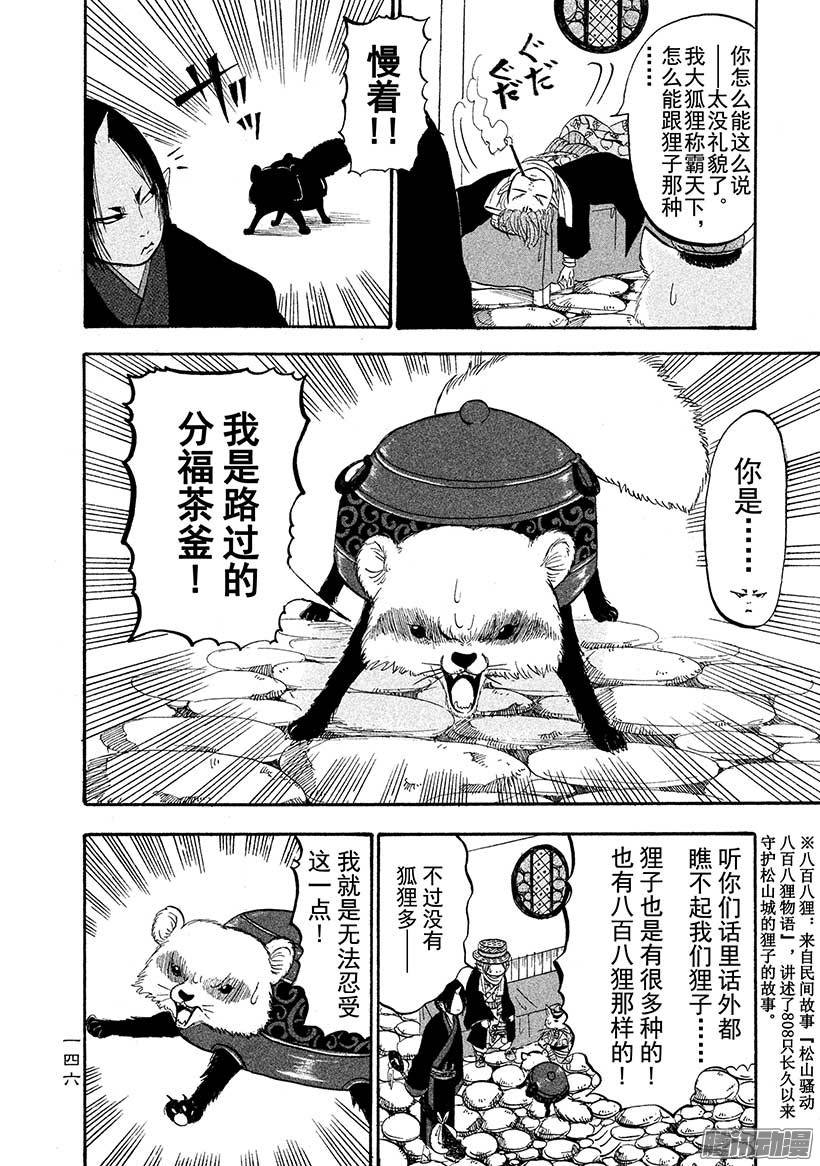 你怎么能这么说
——太没礼貌了。
我大狐狸称霸天下，
怎么能跟狸子那种
……
ぐだ
ぐだ
慢着！！
ザッ
你是……
我是路过的
分福茶釜！
听你们话里话外都
瞧不起我们狸子……
狸子也是有很多种的！
也有八百八狸那样的！
不过没有
狐狸多——
我就是无法忍受
这一点！
※八百八狸：来自民间故事『松山骚动
八百八狸物语』，讲述了808只长久以来
守护松山城的狸子的故事。
一四六
腾讯动漫